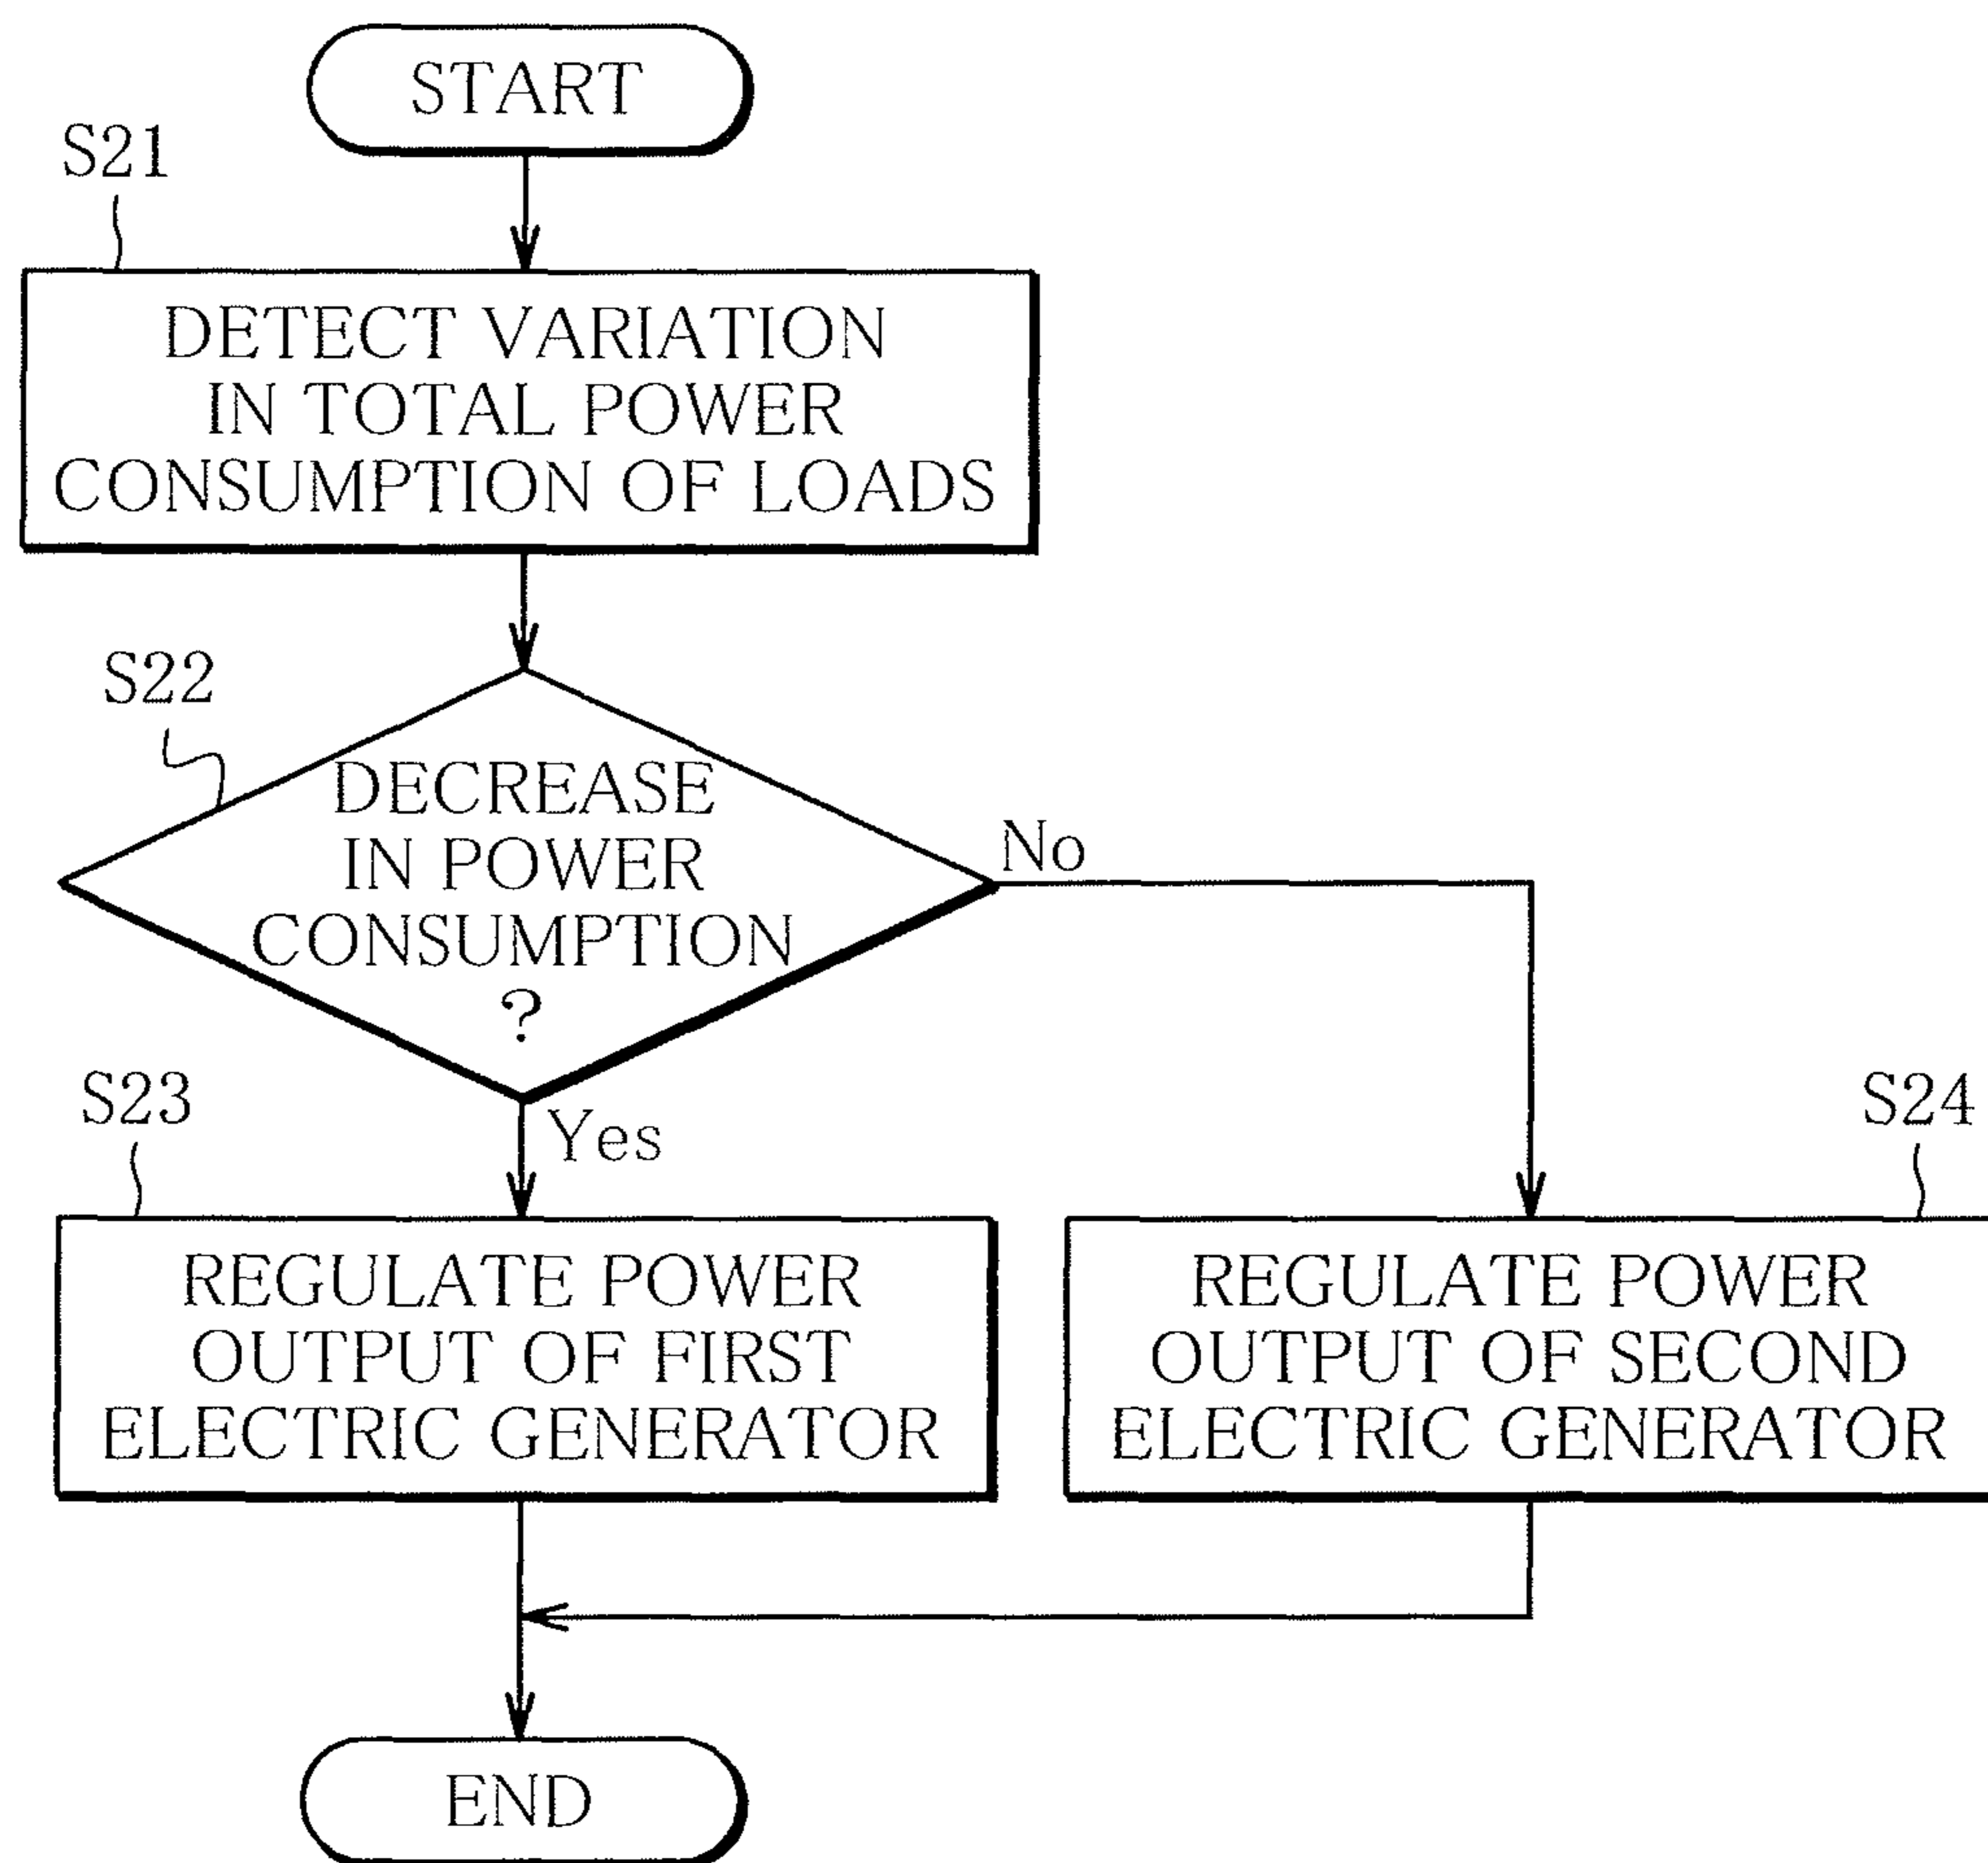 START
S21
DETECT VARIATION
IN TOTAL POWER
CONSUMPTION OF LOADS
S22
DECREASE
IN POWER
CONSUMPTION
?
No
Yes
S23
REGULATE POWER
OUTPUT OF FIRST
ELECTRIC GENERATOR
S24
REGULATE POWER
OUTPUT OF SECOND
ELECTRIC GENERATOR
END